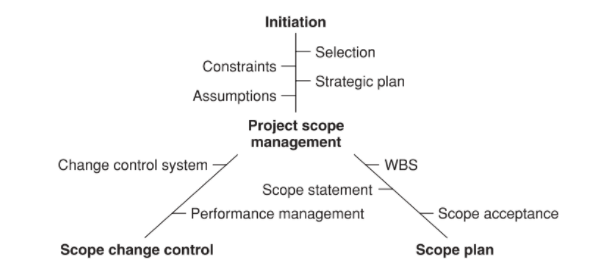 Initiation
Selection
Constraints
Strategic plan
Assumptions
Project scope
management
Change control system
WBS
Scope statement
Performance management
Scope acceptance
Scope change control
Scope plan